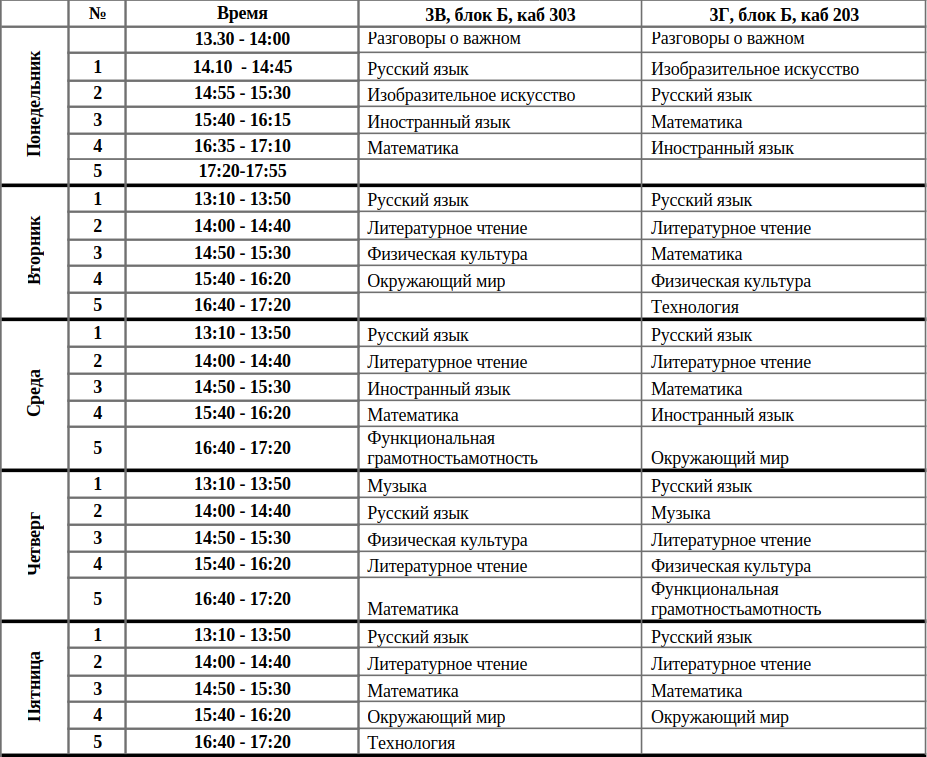 № Время 3В, блок Б, каб 303 3Г, блок Б, каб 203
Понедельник
13.30 - 14:00 Разговоры о важном Разговоры о важном
1 14.10 - 14:45 Русский язык Изобразительное искусство
2 14:55 - 15:30 Изобразительное искусство Русский язык
3 15:40 - 16:15 Иностранный язык Математика
4 16:35 - 17:10 Математика Иностранный язык
5 17:20-17:55
Вторник
1 13:10 - 13:50 Русский язык Русский язык
2 14:00 - 14:40 Литературное чтение Литературное чтение
3 14:50 - 15:30 Физическая культура Математика
4 15:40 - 16:20 Окружающий мир Физическая культура
5 16:40 - 17:20 Технология
Среда
1 13:10 - 13:50 Русский язык Русский язык
2 14:00 - 14:40 Литературное чтение Литературное чтение
3 14:50 - 15:30 Иностранный язык Математика
4 15:40 - 16:20 Математика Иностранный язык
5 16:40 - 17:20 Функциональная
грамотностьамотность Окружающий мир
Четверг
1 13:10 - 13:50 Музыка Русский язык
2 14:00 - 14:40 Русский язык Музыка
3 14:50 - 15:30 Физическая культура Литературное чтение
4 15:40 - 16:20 Литературное чтение Физическая культура
5 16:40 - 17:20 Математика Функциональная
грамотностьамотность
Пятница
1 13:10 - 13:50 Русский язык Русский язык
2 14:00 - 14:40 Литературное чтение Литературное чтение
3 14:50 - 15:30 Математика Математика
4 15:40 - 16:20 Окружающий мир Окружающий мир
5 16:40 - 17:20 Технология